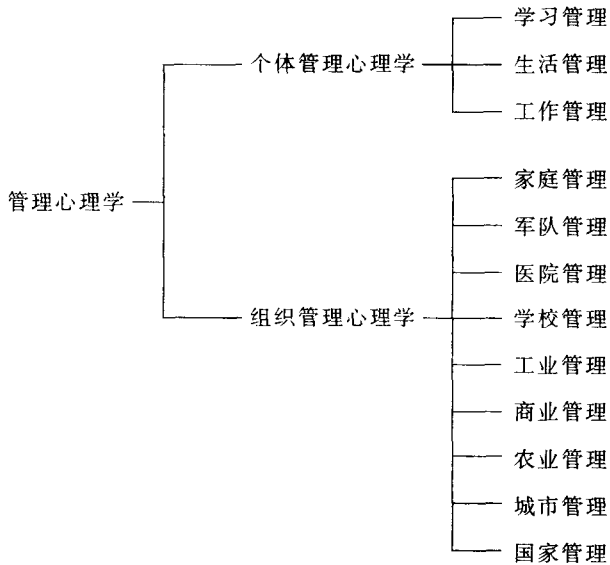 管理心理学
个体管理心理学
学习管理
生活管理
工作管理
组织管理心理学
家庭管理
军队管理
医院管理
学校管理
工业管理
商业管理
农业管理
城市管理
国家管理